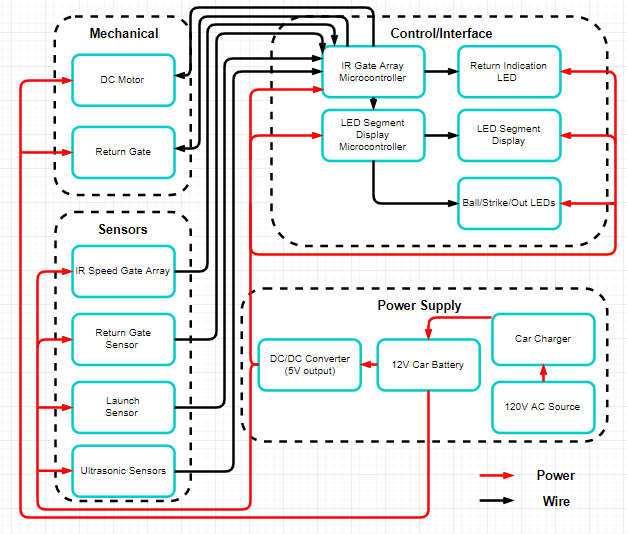 Mechanical
DC Motor
Return Gate
Sensors
IR Speed Gate Array
Return Gate
Sensor
Launch
Sensor
Ultrasonic Sensors
Control/Interface
IR Gate Array
Microcontroller
Return Indication
LED
LED Segment
Display
Microcontroller
LED Segment
Display
Ball/Strike/Out LEDs
Power Supply
DC/DC Converter
(5V output)
12V Car Battery
Car Charger
120V AC Source
Power
Wire